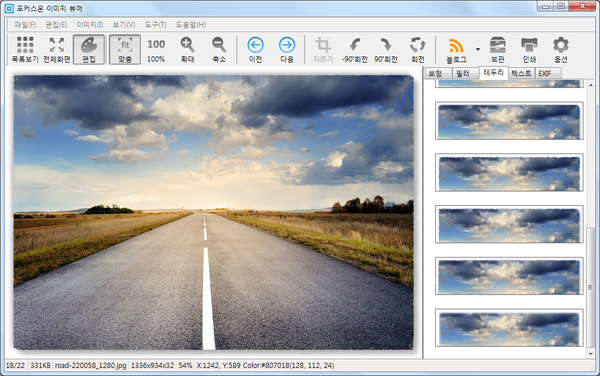 포커스온 이미지 뷰어
파일(F) 편집(E) 이미지(I) 보기(V) 도구(T) 도움말(H)
목록보기 전체화면 편집 fit 맞춤 100 100% 확대 축소 이전 다음 자르기 -90°회전 90°회전 회전 블로그 보관 인쇄 옵션
보정 필터 테두리 텍스트 EXIF
18/22 331KB road-220058_1280.jpg 1336x934x32 54% X:1242, Y:589 Color:#807018(128, 112, 24)